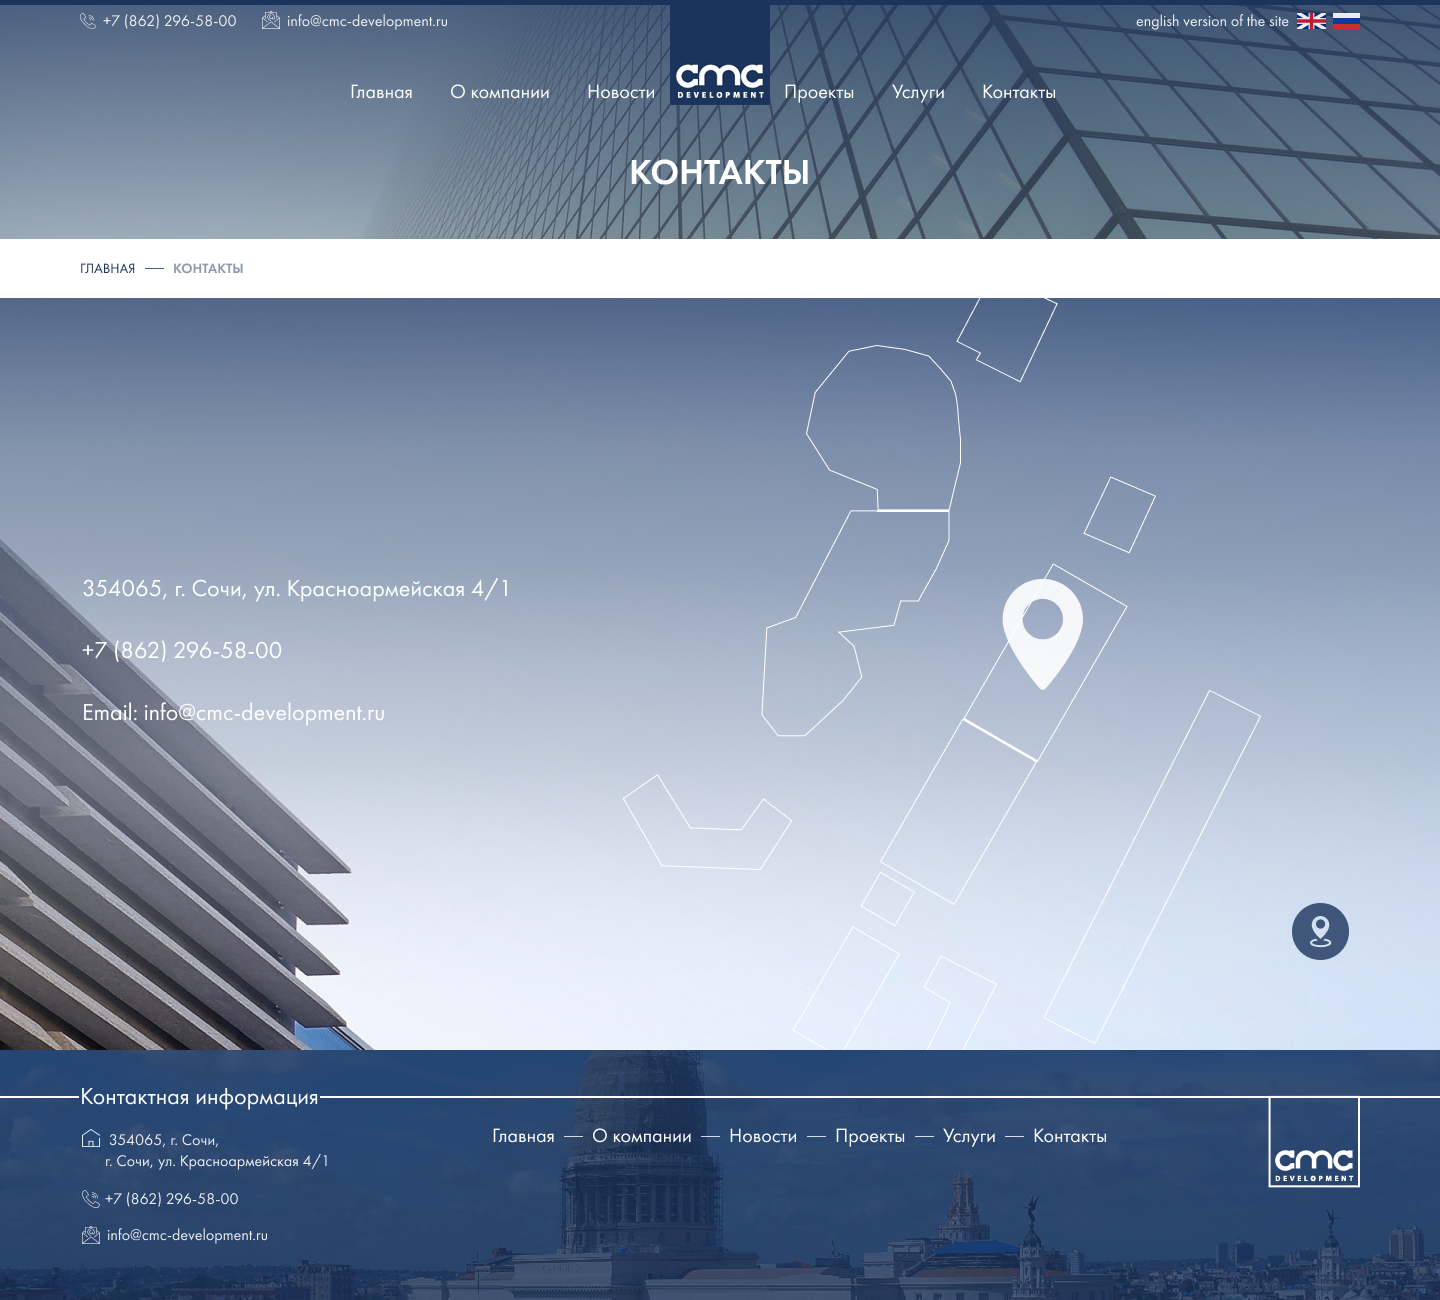 +7 (862) 296-58-00
info@cmc-development.ru
english version of the site
Главная
О компании
Новости
cmc
DEVELOPMENT
Проекты
Услуги
Контакты
КОНТАКТЫ
ГЛАВНАЯ — КОНТАКТЫ
354065, г. Сочи, ул. Красноармейская 4/1
+7 (862) 296-58-00
Email: info@cmc-development.ru
Контактная информация
354065, г. Сочи,
г. Сочи, ул. Красноармейская 4/1
+7 (862) 296-58-00
info@cmc-development.ru
Главная — О компании — Новости — Проекты — Услуги — Контакты
cmc
DEVELOPMENT